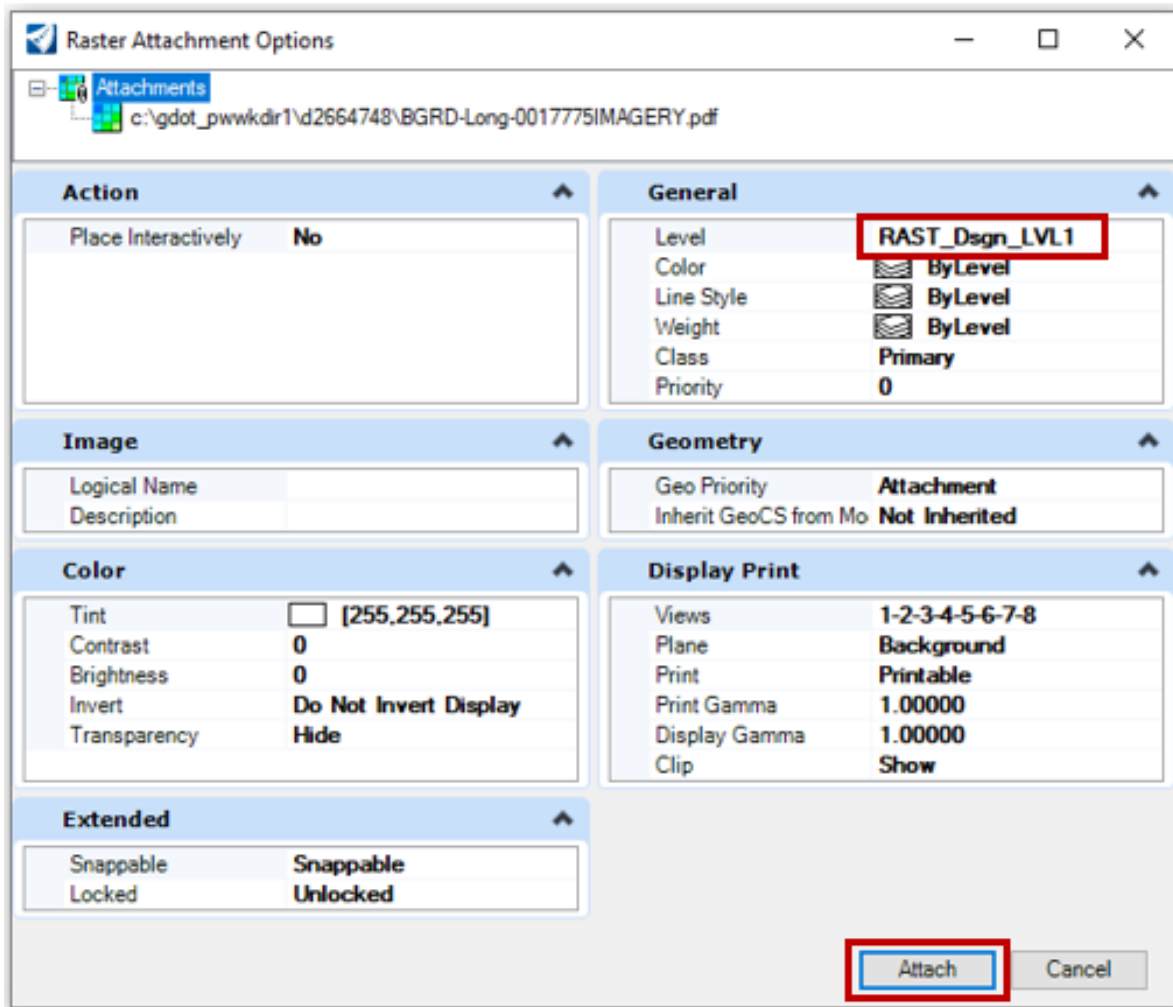 Raster Attachment Options
Attachments
c:\gdot_pwwkdir1\d2664748\BGRD-Long-0017775IMAGERY.pdf
Action
Place Interactively No
General
Level RAST_Dsgn_LVL1
Color ByLevel
Line Style ByLevel
Weight ByLevel
Class Primary
Priority 0
Image
Logical Name
Description
Geometry
Geo Priority Attachment
Inherit GeoCS from Mo Not Inherited
Color
Tint [255,255,255]
Contrast 0
Brightness 0
Invert Do Not Invert Display
Transparency Hide
Display Print
Views 1-2-3-4-5-6-7-8
Plane Background
Print Printable
Print Gamma 1.00000
Display Gamma 1.00000
Clip Show
Extended
Snappable Snappable
Locked Unlocked
Attach Cancel